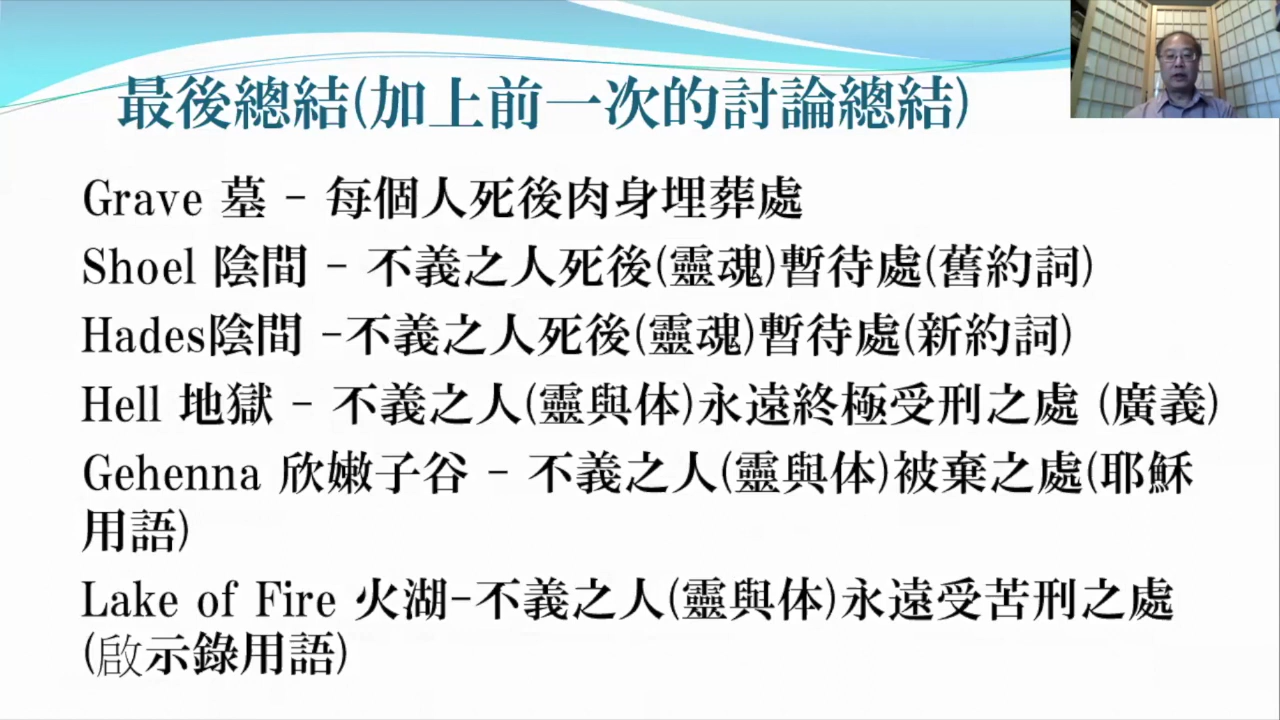 最後總結(加上前一次的討論總結)
Grave 墓 - 每個人死後肉身埋葬處
Shoel 陰間 - 不義之人死後(靈魂)暫待處(舊約詞)
Hades陰間 -不義之人死後(靈魂)暫待處(新約詞)
Hell 地獄 - 不義之人(靈與体)永遠終極受刑之處 (廣義)
Gehenna 欣嫩子谷 - 不義之人(靈與体)被棄之處(耶穌
用語)
Lake of Fire 火湖-不義之人(靈與体)永遠受苦刑之處
(啟示錄用語)